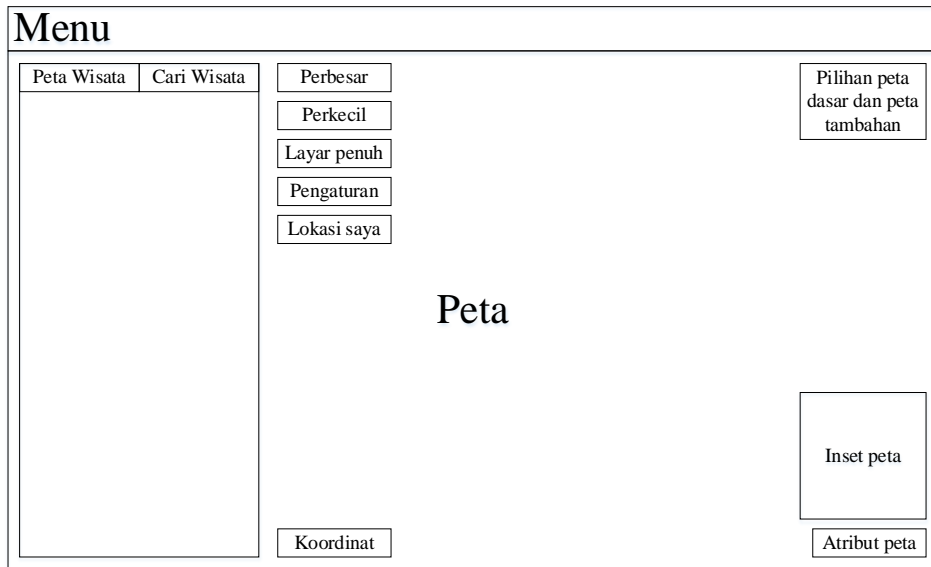 Menu
Peta Wisata
Cari Wisata
Perbesar
Perkecil
Layar penuh
Pengaturan
Lokasi saya
Pilihan peta
dasar dan peta
tambahan
Peta
Inset peta
Koordinat
Atribut peta